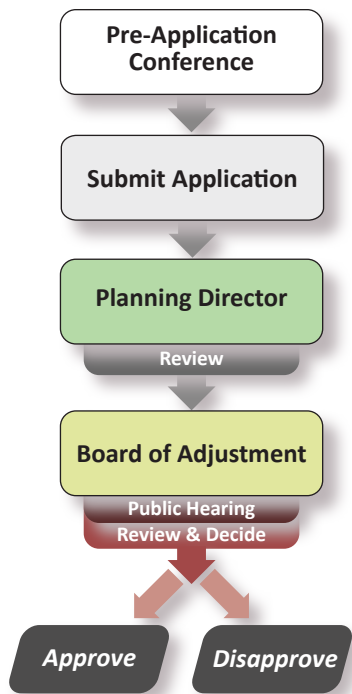 Pre-Application
Conference
Submit Application
Planning Director
Review
Board of Adjustment
Public Hearing
Review & Decide
Approve
Disapprove